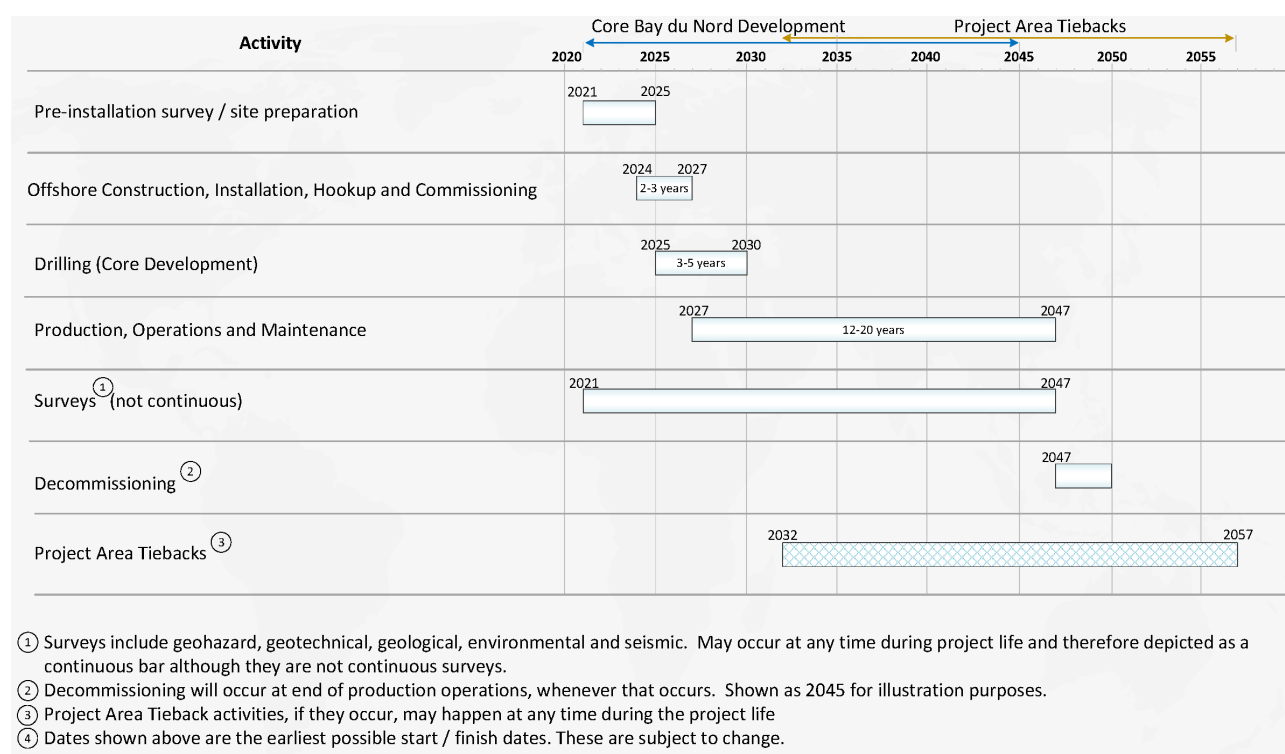 Core Bay du Nord Development Project Area Tiebacks
Activity
2020 2025 2030 2035 2040 2045 2050 2055
2021 2025
Pre-installation survey / site preparation
2024 2027
Offshore Construction, Installation, Hookup and Commissioning 2-3 years
2025 2030
Drilling (Core Development) 3-5 years
2027 2047
Production, Operations and Maintenance 12-20 years
2021 2047
Surveys 1 (not continuous)
2047
Decommissioning 2
2032 2057
Project Area Tiebacks 3
1 Surveys include geohazard, geotechnical, geological, environmental and seismic. May occur at any time during project life and therefore depicted as a
continuous bar although they are not continuous surveys.
2 Decommissioning will occur at end of production operations, whenever that occurs. Shown as 2045 for illustration purposes.
3 Project Area Tieback activities, if they occur, may happen at any time during the project life
4 Dates shown above are the earliest possible start / finish dates. These are subject to change.